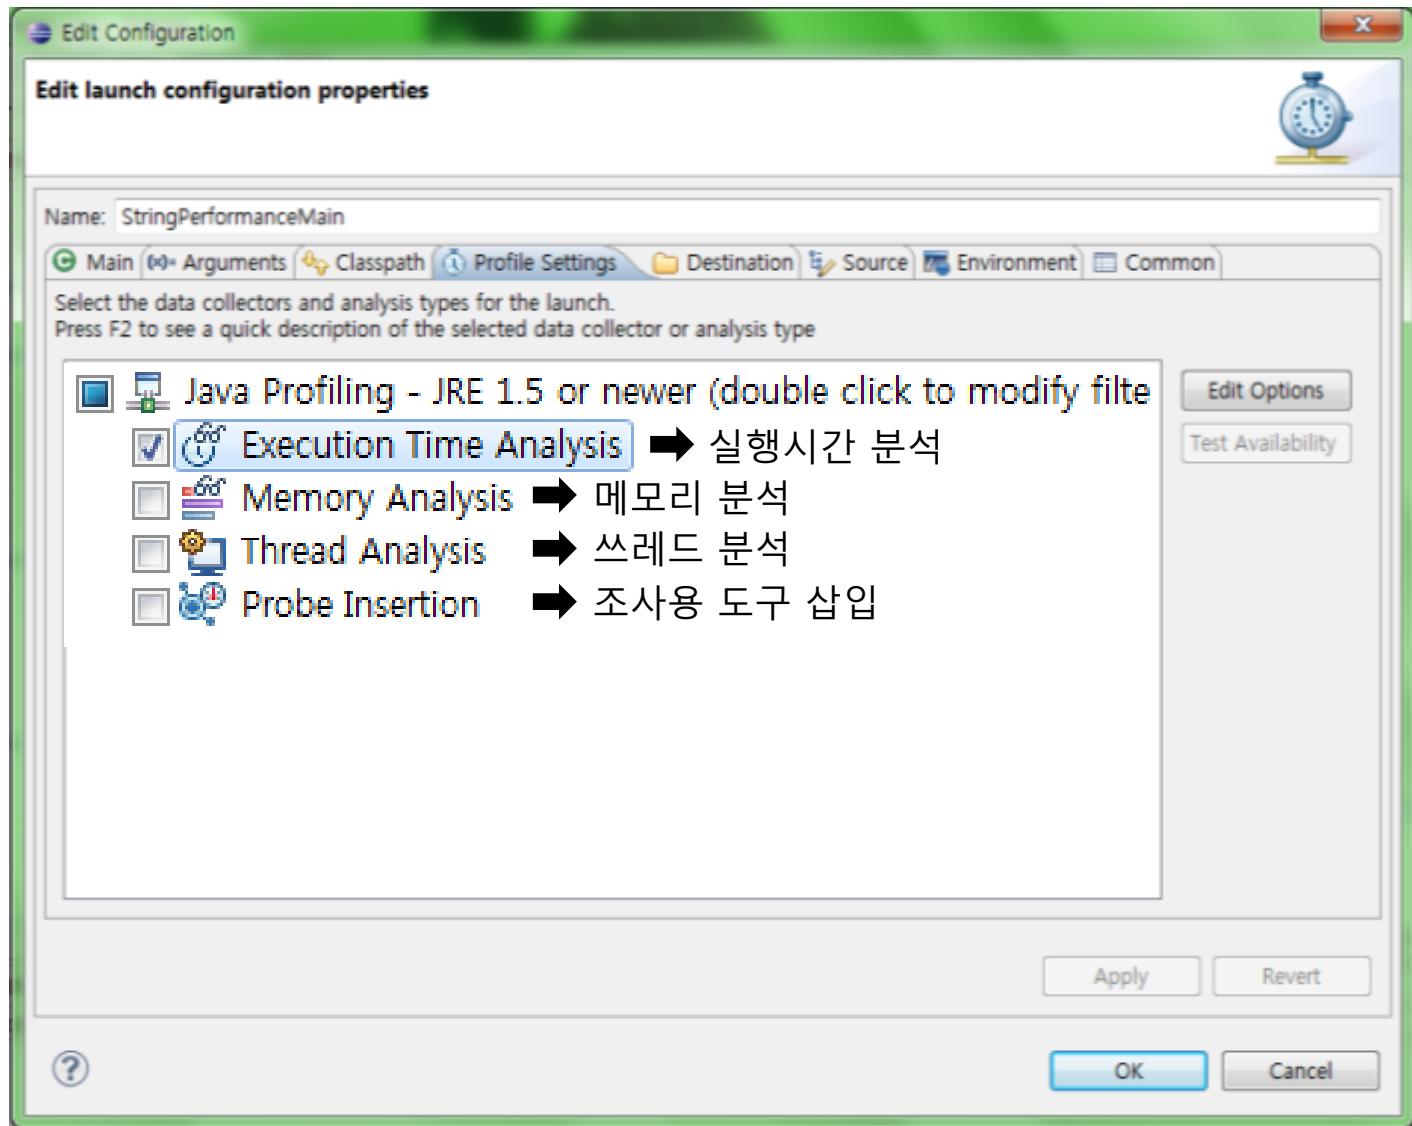 Edit Configuration
Edit launch configuration properties
Name: StringPerformanceMain
Main (x)= Arguments Classpath Profile Settings Destination Source Environment Common
Select the data collectors and analysis types for the launch.
Press F2 to see a quick description of the selected data collector or analysis type
Java Profiling - JRE 1.5 or newer (double click to modify filte
Edit Options
Execution Time Analysis ➡ 실행시간 분석
Test Availability
Memory Analysis ➡ 메모리 분석
Thread Analysis ➡ 쓰레드 분석
Probe Insertion ➡ 조사용 도구 삽입
Apply Revert
OK Cancel